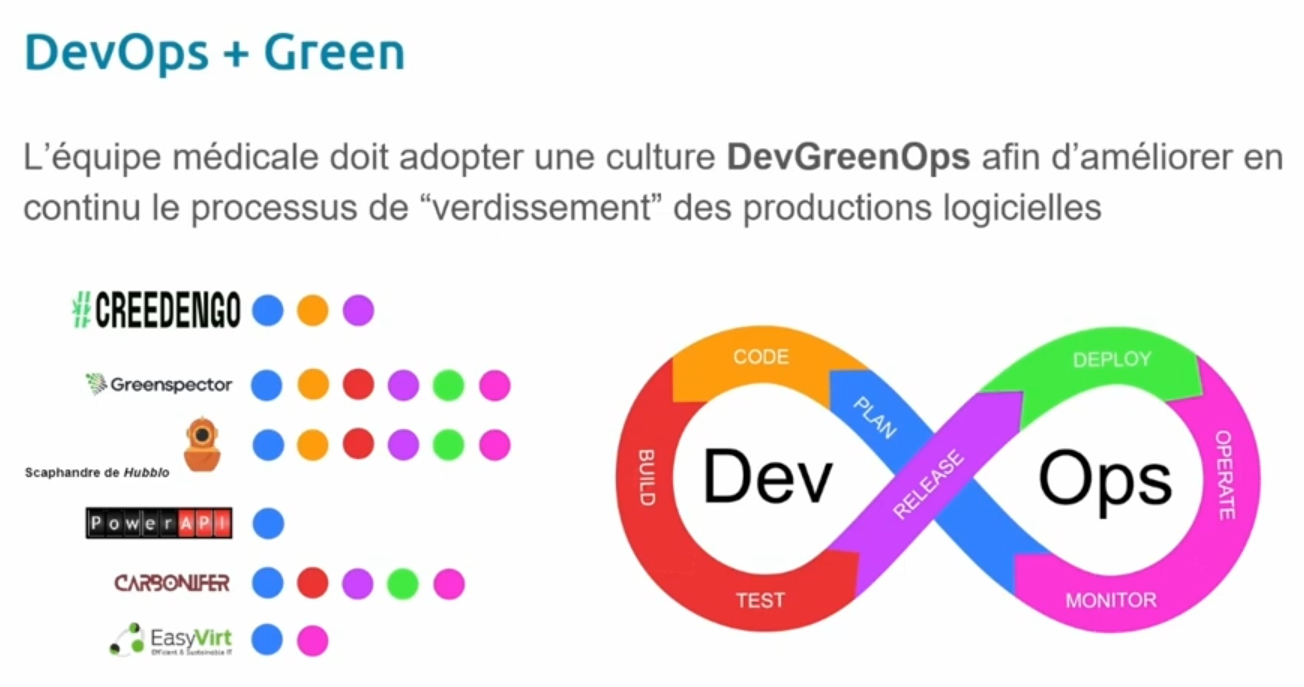 DevOps + Green
L’équipe médicale doit adopter une culture DevGreenOps afin d’améliorer en
continu le processus de “verdissement” des productions logicielles
#CREEDENGO
Greenspector
Scaphandre de Hubblo
PowerAPI
CARBONIFER
EasyVirt
Efficient & Sustainable IT
CODE
PLAN
BUILD
TEST
Dev
RELEASE
DEPLOY
OPERATE
MONITOR
Ops